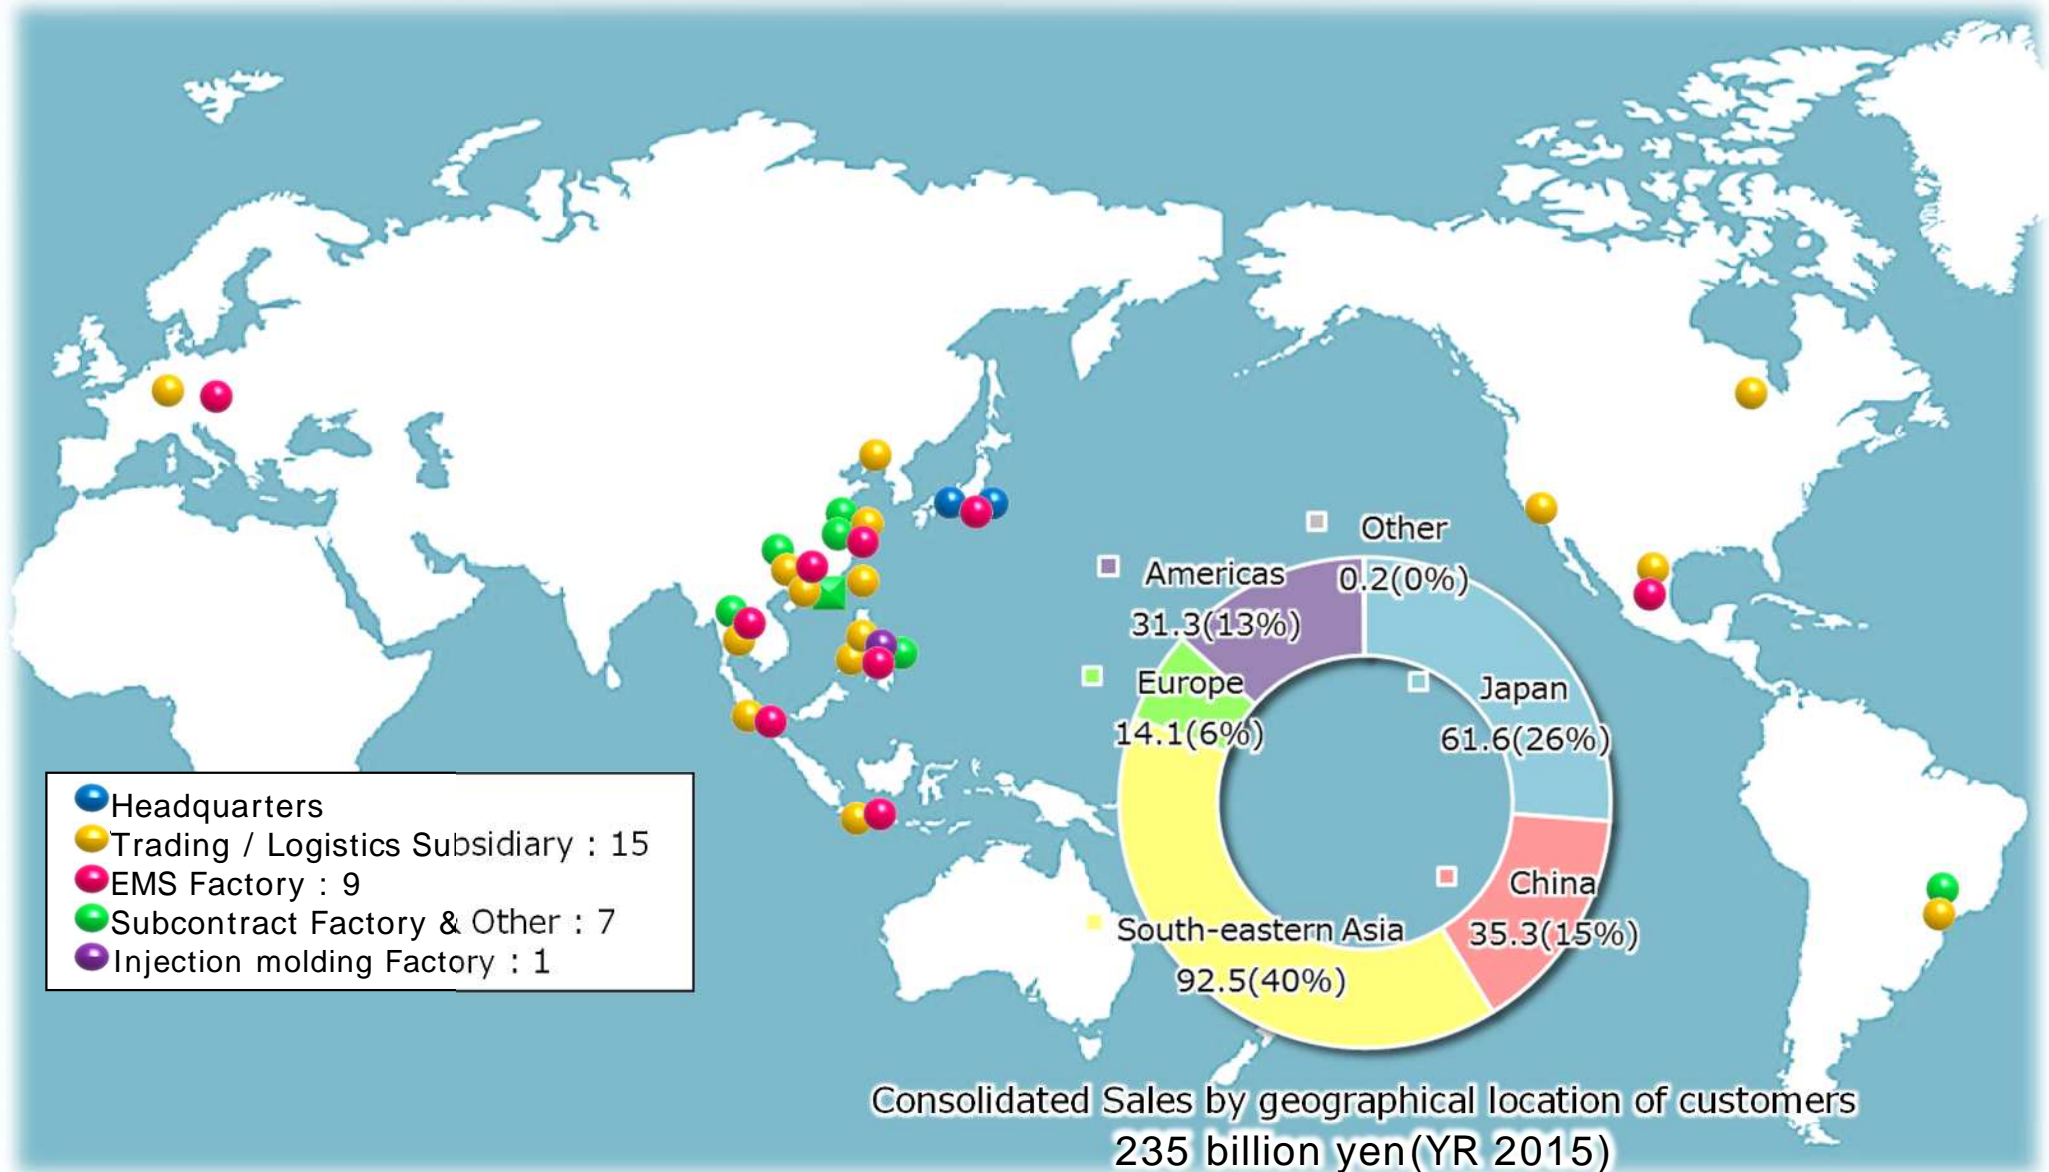 Other
0.2(0%)
Americas
31.3(13%)
Europe
14.1(6%)
Japan
61.6(26%)
China
35.3(15%)
South-eastern Asia
92.5(40%)
Headquarters
Trading / Logistics Subsidiary : 15
EMS Factory : 9
Subcontract Factory & Other : 7
Injection molding Factory : 1
Consolidated Sales by geographical location of customers
235 billion yen(YR 2015)